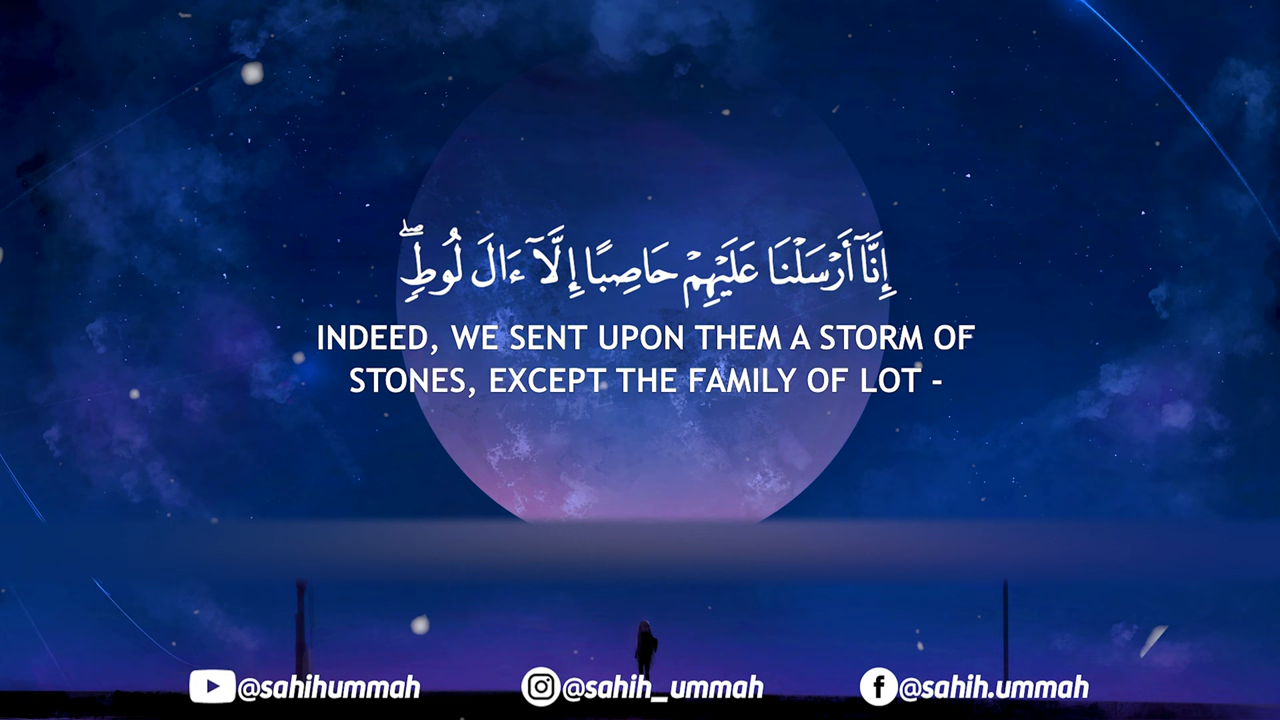 إِنَّآ أَرْسَلْنَا عَلَيْهِمْ حَاصِبًا إِلَّآ ءَالَ لُوطٍۖ
INDEED, WE SENT UPON THEM A STORM OF
STONES, EXCEPT THE FAMILY OF LOT -
@sahihummah @sahih_ummah @sahih.ummah